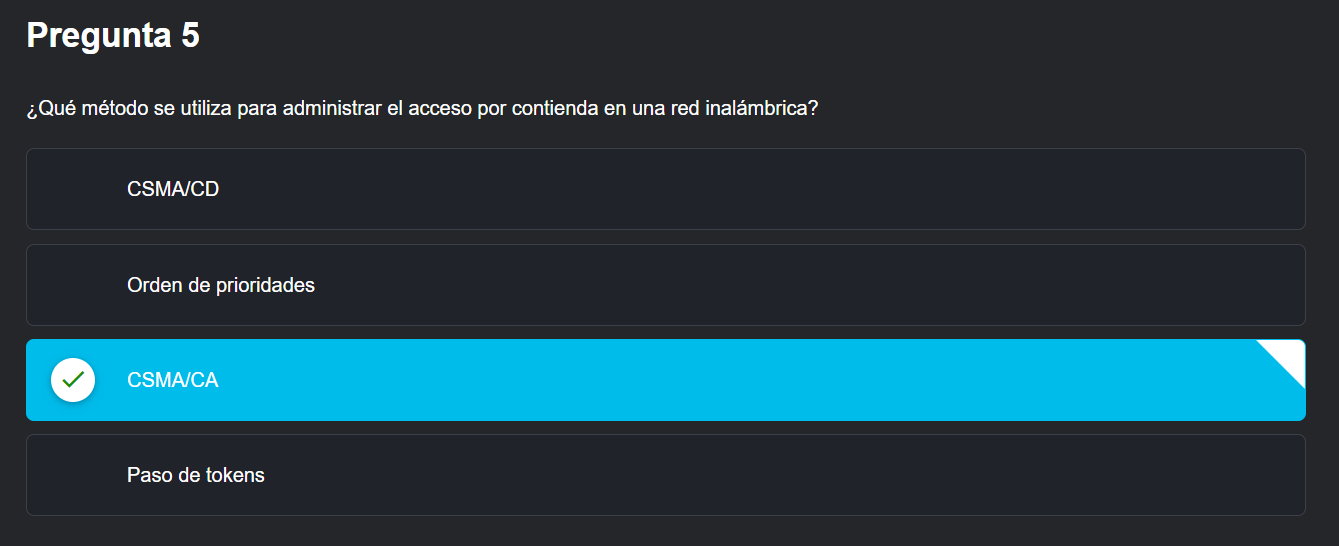 Pregunta 5
¿Qué método se utiliza para administrar el acceso por contienda en una red inalámbrica?
CSMA/CD
Orden de prioridades
CSMA/CA
Paso de tokens